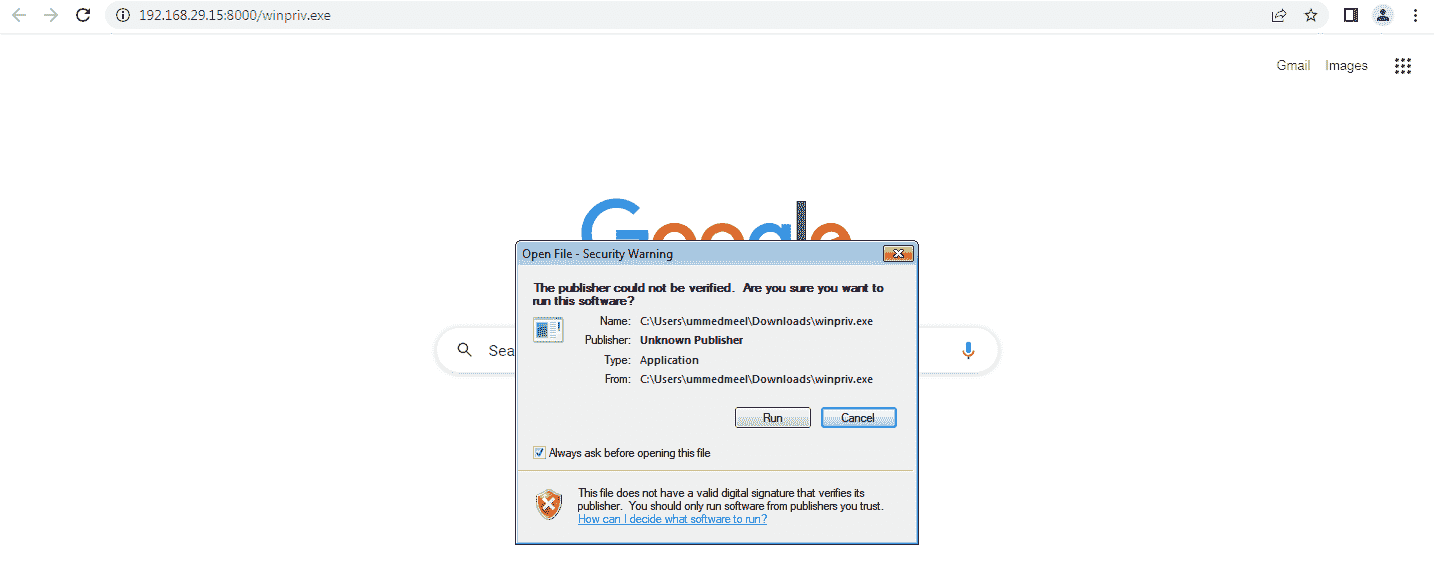 192.168.29.15:8000/winpriv.exe
Gmail Images
Google
Sea
Open File - Security Warning
The publisher could not be verified. Are you sure you want to
run this software?
Name: C:\Users\ummedmeel\Downloads\winpriv.exe
Publisher: Unknown Publisher
Type: Application
From: C:\Users\ummedmeel\Downloads\winpriv.exe
Run Cancel
Always ask before opening this file
This file does not have a valid digital signature that verifies its
publisher. You should only run software from publishers you trust.
How can I decide what software to run?